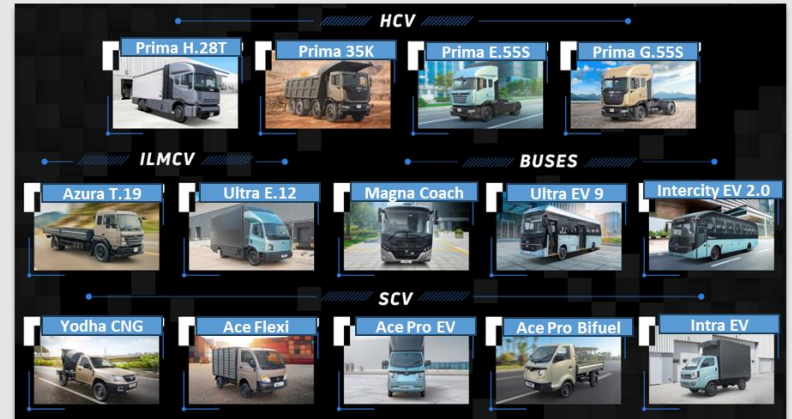 HCV
Prima H.28T
Prima 35K
Prima E.55S
Prima G.55S
ILMCV
BUSES
Azura T.19
Ultra E.12
Magna Coach
Ultra EV 9
Intercity EV 2.0
SCV
Yodha CNG
Ace Flexi
Ace Pro EV
Ace Pro Bifuel
Intra EV